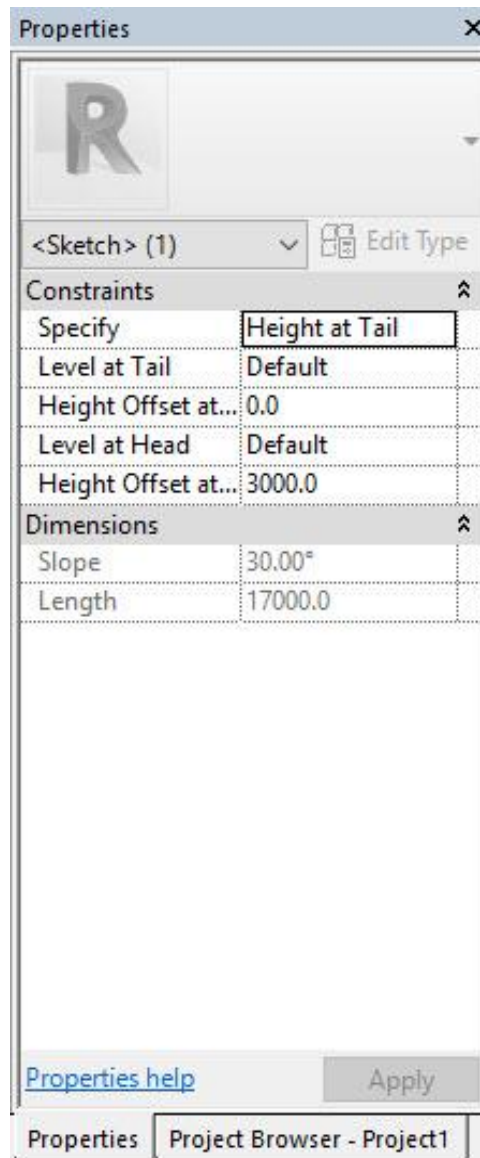 Properties
R
<Sketch> (1) Edit Type
Constraints
Specify Height at Tail
Level at Tail Default
Height Offset at... 0.0
Level at Head Default
Height Offset at... 3000.0
Dimensions
Slope 30.00°
Length 17000.0
Properties help Apply
Properties Project Browser - Project1